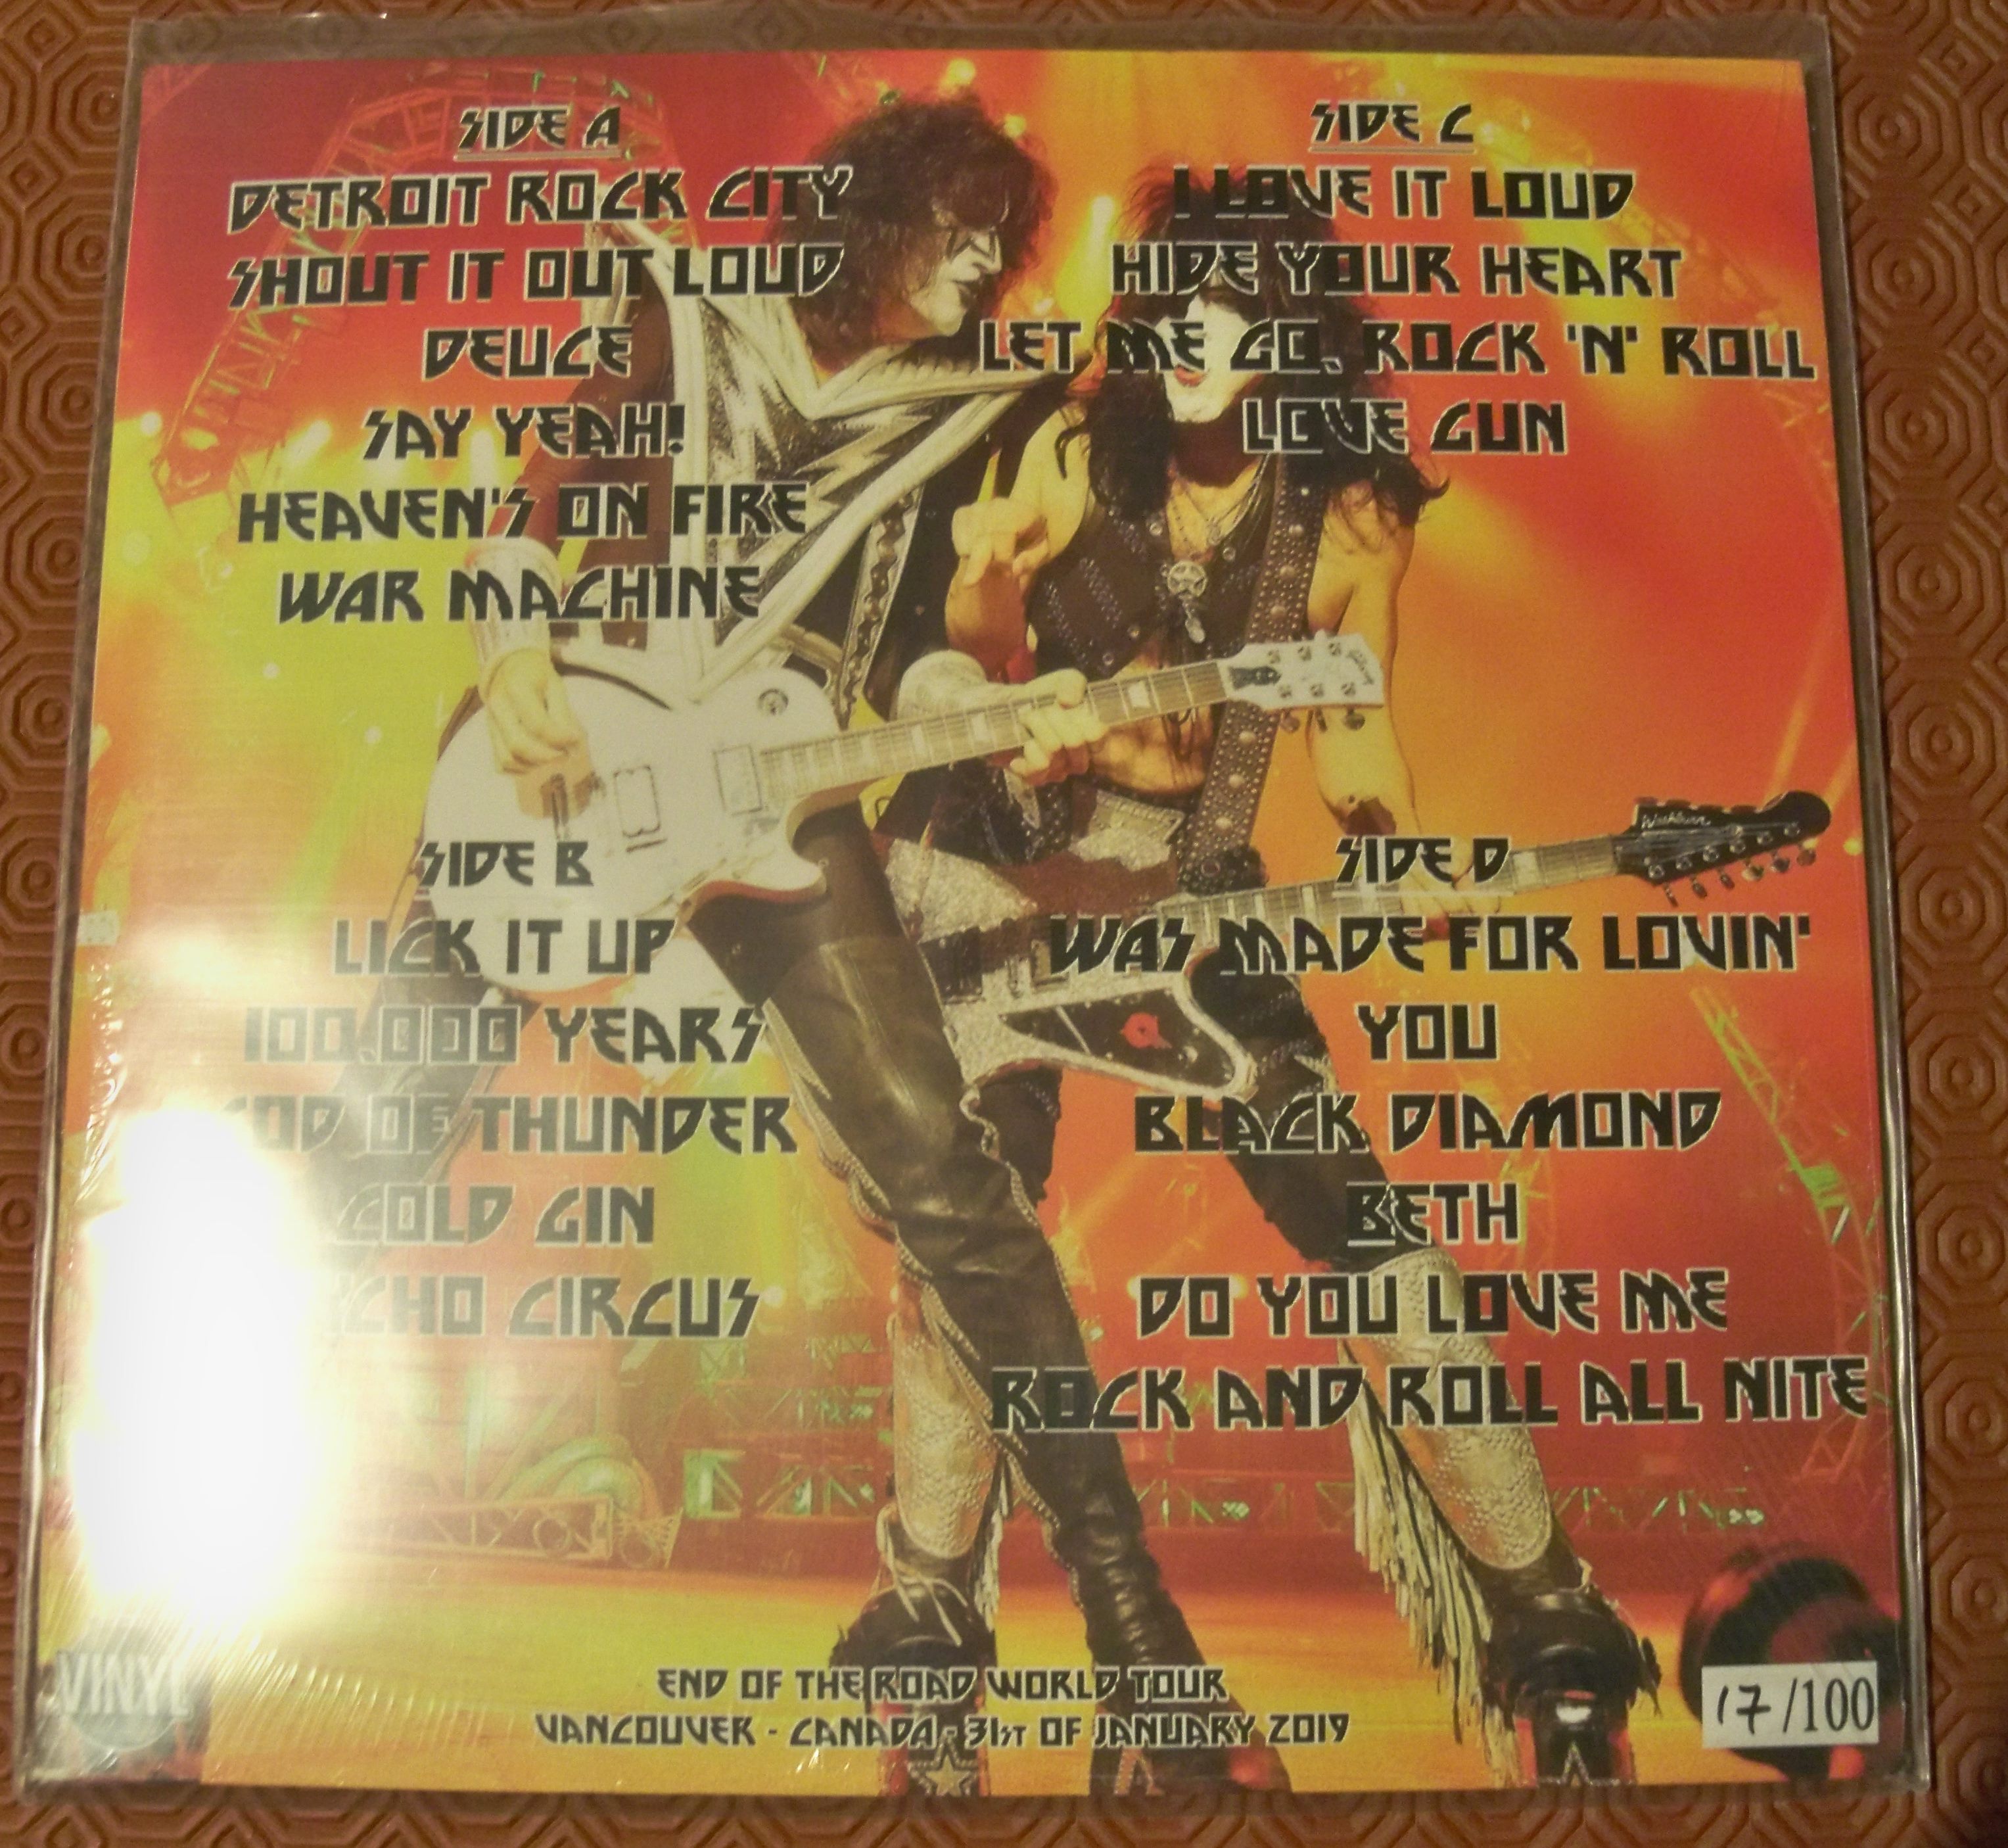 SIDE A
DETROIT ROCK CITY
SHOUT IT OUT LOUD
DEUCE
SAY YEAH!
HEAVEN'S ON FIRE
WAR MACHINE
SIDE B
LICK IT UP
100.000 YEARS
OF THUNDER
COLD GIN
CIRCUS
SIDE C
I LOVE IT LOUD
HIDE YOUR HEART
LET ME GO, ROCK 'N' ROLL
LOVE GUN
SIDE D
WAS MADE FOR LOVIN'
YOU
BLACK DIAMOND
BETH
DO YOU LOVE ME
ROCK AND ROLL ALL NITE
Washburn
VINYL
END OF THE ROAD WORLD TOUR
VANCOUVER - CANADA - 31ST OF JANUARY 2019
17/100